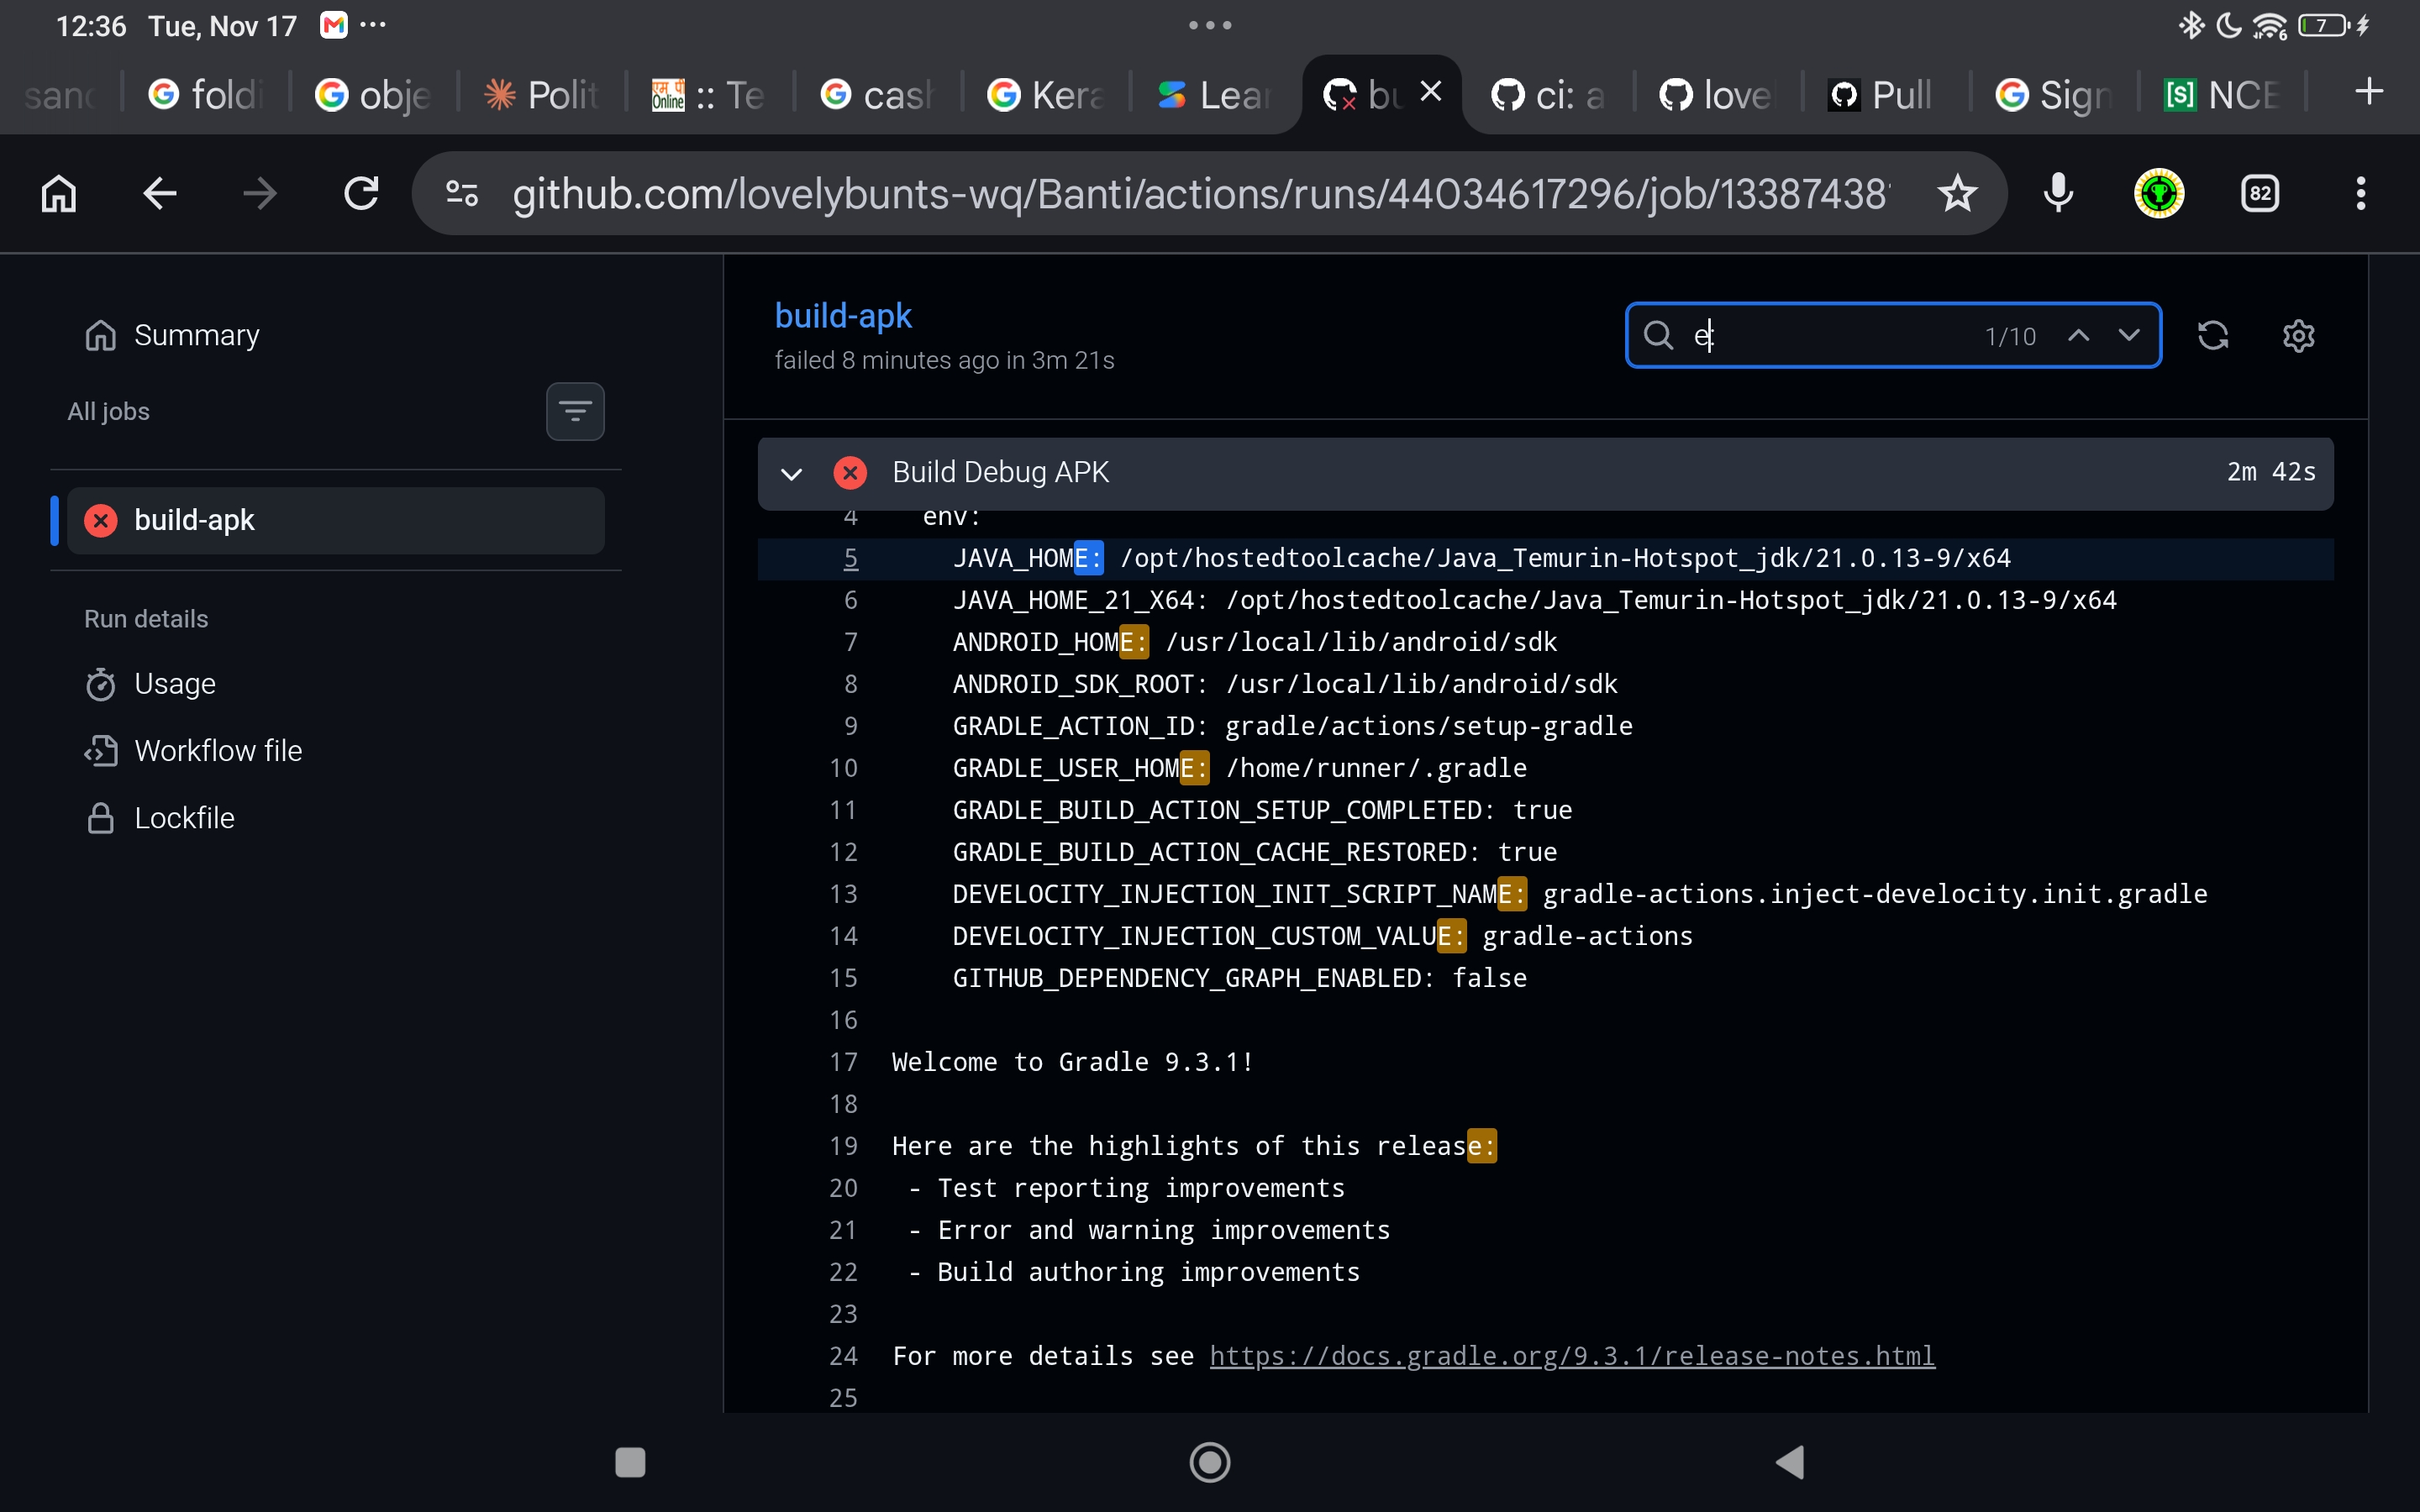 12:36 Tue, Nov 17
7
foldi
obje
Polit
एम पी Online :: Te
cash
Kera
Lear
bu
ci: a
love
Pull
Sign
[S] NCE
github.com/lovelybunts-wq/Banti/actions/runs/44034617296/job/13387438
82
Summary
All jobs
build-apk
Run details
Usage
Workflow file
Lockfile
build-apk
failed 8 minutes ago in 3m 21s
e:
1/10
Build Debug APK
2m 42s
4 env:
5 JAVA_HOME: /opt/hostedtoolcache/Java_Temurin-Hotspot_jdk/21.0.13-9/x64
6 JAVA_HOME_21_X64: /opt/hostedtoolcache/Java_Temurin-Hotspot_jdk/21.0.13-9/x64
7 ANDROID_HOME: /usr/local/lib/android/sdk
8 ANDROID_SDK_ROOT: /usr/local/lib/android/sdk
9 GRADLE_ACTION_ID: gradle/actions/setup-gradle
10 GRADLE_USER_HOME: /home/runner/.gradle
11 GRADLE_BUILD_ACTION_SETUP_COMPLETED: true
12 GRADLE_BUILD_ACTION_CACHE_RESTORED: true
13 DEVELOCITY_INJECTION_INIT_SCRIPT_NAME: gradle-actions.inject-develocity.init.gradle
14 DEVELOCITY_INJECTION_CUSTOM_VALUE: gradle-actions
15 GITHUB_DEPENDENCY_GRAPH_ENABLED: false
16
17 Welcome to Gradle 9.3.1!
18
19 Here are the highlights of this release:
20 - Test reporting improvements
21 - Error and warning improvements
22 - Build authoring improvements
23
24 For more details see https://docs.gradle.org/9.3.1/release-notes.html
25